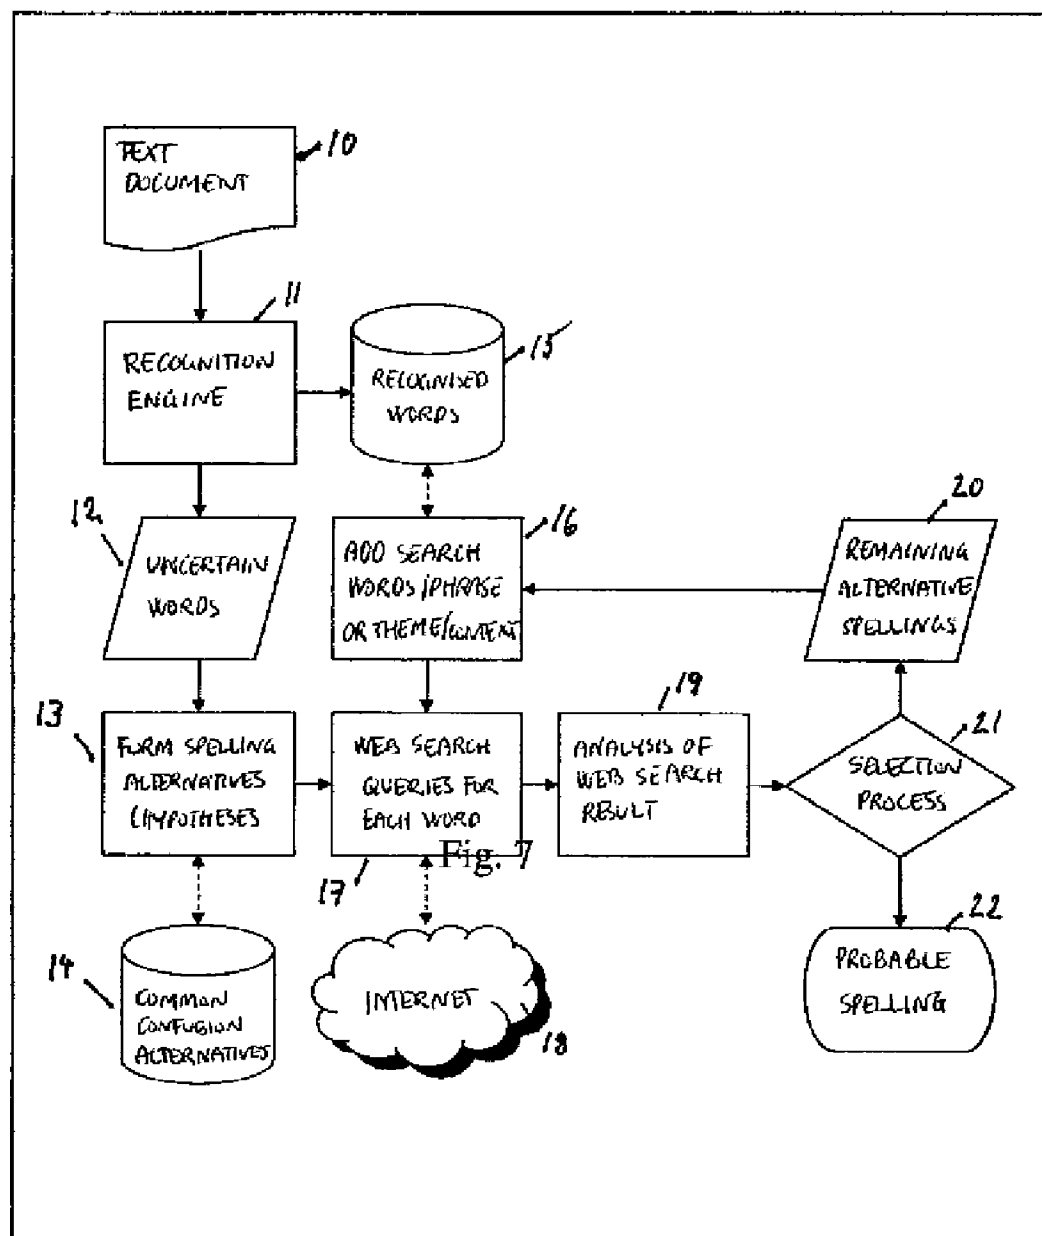 TEXT
DOCUMENT
10
11
RECOGNITION
ENGINE
15
RECOGNISED
WORDS
12
UNCERTAIN
WORDS
16
ADD SEARCH
WORDS/PHRASE
OR THEME/CONTENT
20
REMAINING
ALTERNATIVE
SPELLINGS
13
FORM SPELLING
ALTERNATIVES
(HYPOTHESES
WEB SEARCH
QUERIES FOR
EACH WORD
17
19
ANALYSIS OF
WEB SEARCH
RESULT
21
SELECTION
PROCESS
Fig. 7
14
COMMON
CONFUSION
ALTERNATIVES
INTERNET
18
22
PROBABLE
SPELLING